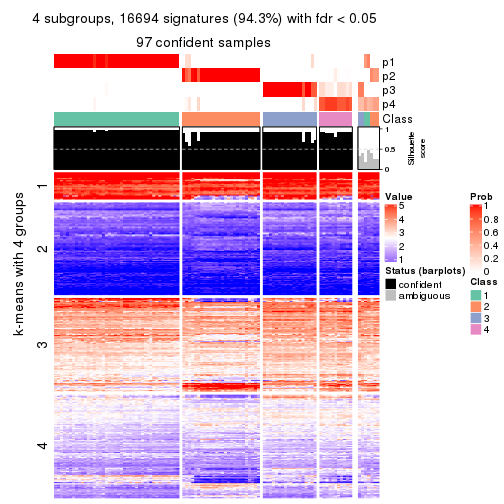 4 subgroups, 16694 signatures (94.3%) with fdr < 0.05
97 confident samples
p1
p2
p3
p4
Class
1
0.5
0
Silhouette
score
k-means with 4 groups
1
2
3
4
Value
5
4
3
2
1
Status (barplots)
confident
ambiguous
Prob
1
0.8
0.6
0.4
0.2
0
Class
1
2
3
4